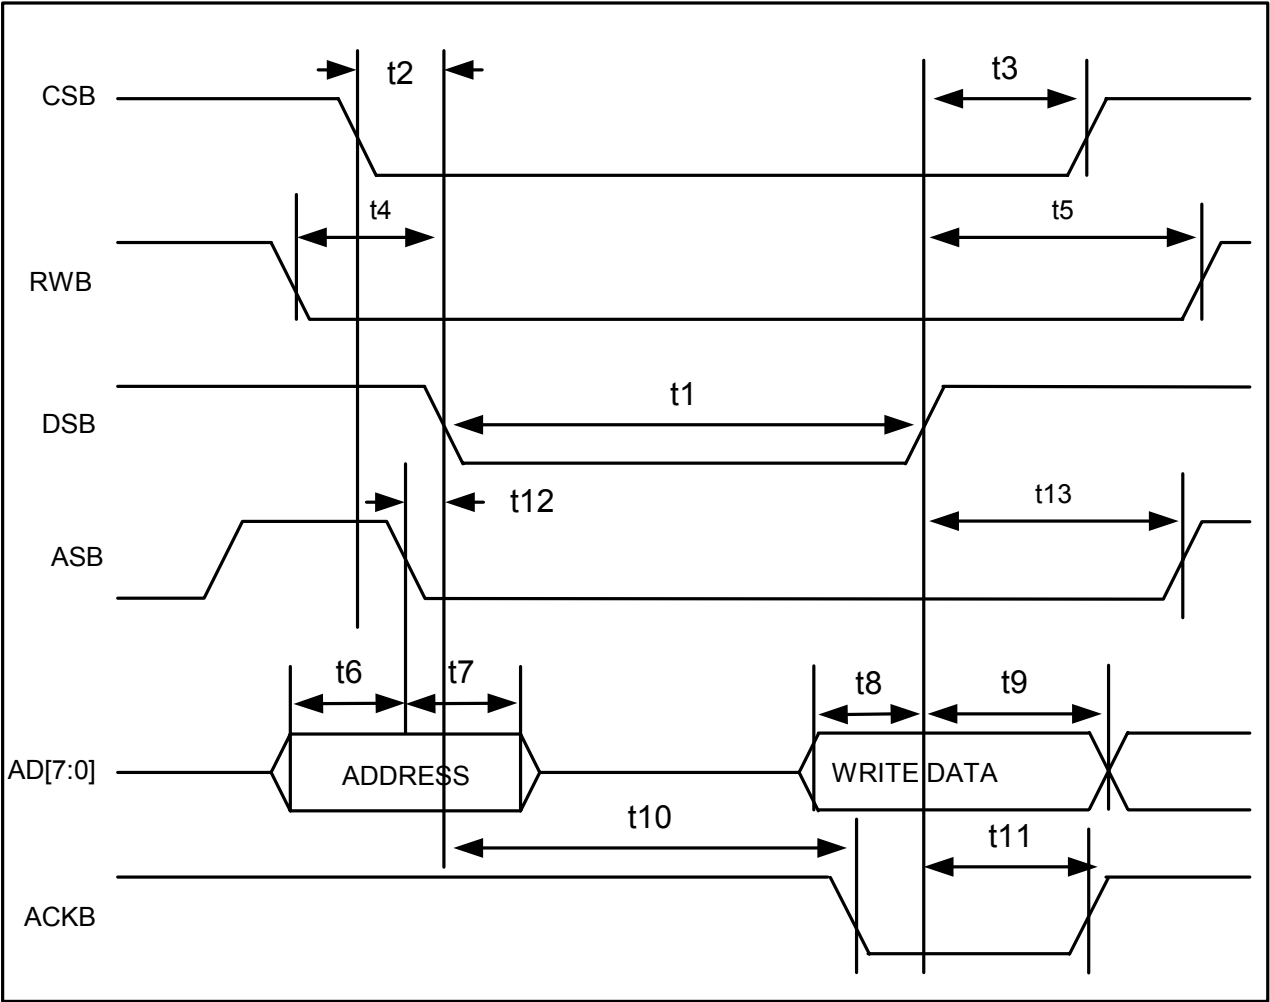 t2
t3
CSB
t4
t5
RWB
t1
DSB
t12
t13
ASB
t6
t7
t8
t9
AD[7:0]
ADDRESS
WRITE DATA
t10
t11
ACKB